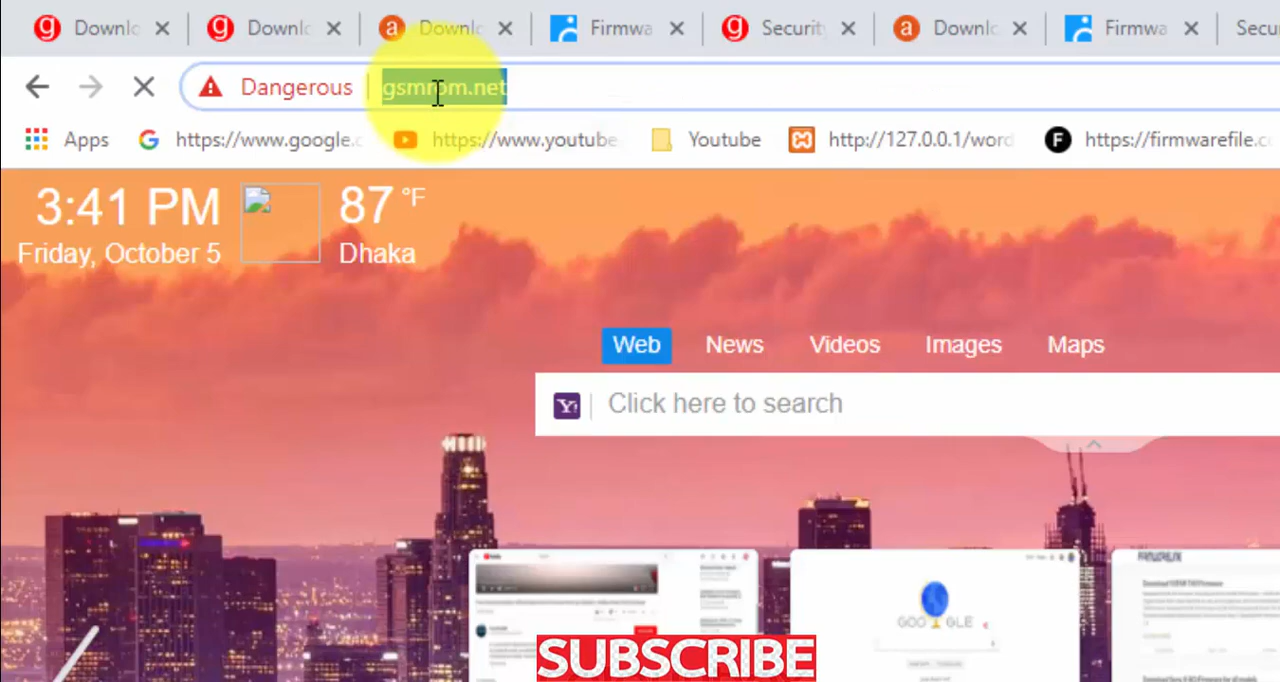 Downlo
Downlo
Downlo
Firmwa
Security
Downlo
Firmwa
Secu
Dangerous
gsmrom.net
Apps
https://www.google.c
https://www.youtube
Youtube
http://127.0.0.1/word
https://firmwarefile.co
3:41 PM
87 °F
Friday, October 5
Dhaka
Web
News
Videos
Images
Maps
Click here to search
GOOGLE
SUBSCRIBE